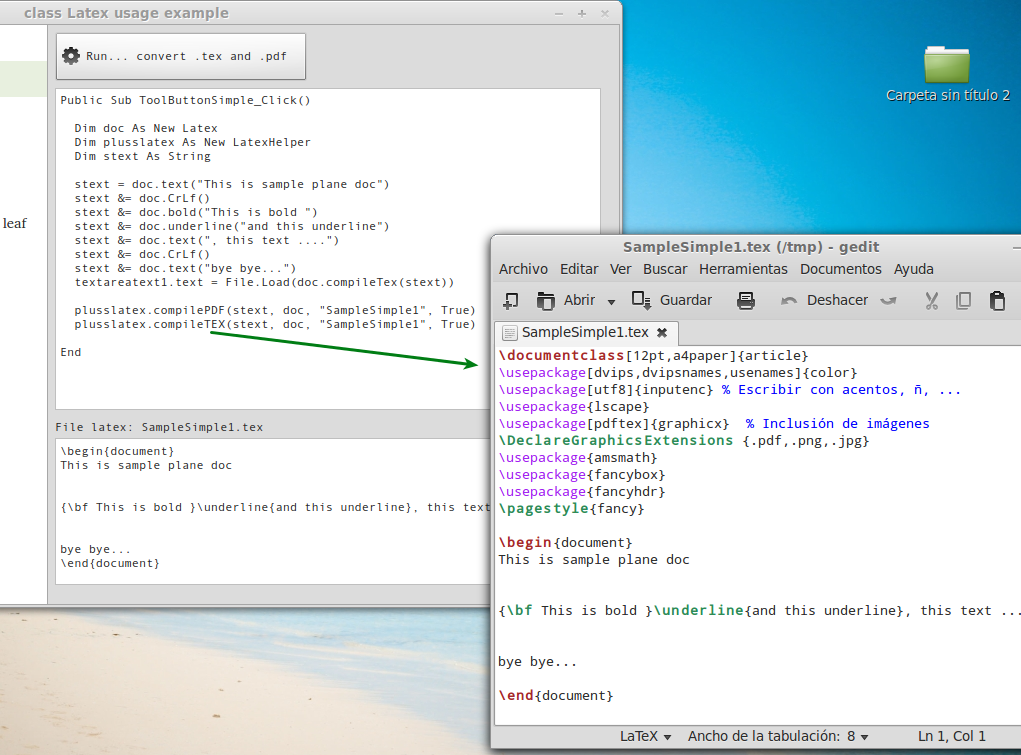 class Latex usage example
Run... convert .tex and .pdf
Public Sub ToolButtonSimple_Click()
Dim doc As New Latex
Dim plusslatex As New LatexHelper
Dim stext As String
stext = doc.text("This is sample plane doc")
stext &= doc.CrLf()
stext &= doc.bold("This is bold ")
stext &= doc.underline("and this underline")
stext &= doc.text(", this text ....")
stext &= doc.CrLf()
stext &= doc.text("bye bye...")
textareatext1.text = File.Load(doc.compileTex(stext))
plusslatex.compilePDF(stext, doc, "SampleSimple1", True)
plusslatex.compileTEX(stext, doc, "SampleSimple1", True)
End
leaf
File latex: SampleSimple1.tex
\begin{document}
This is sample plane doc
{\bf This is bold }\underline{and this underline}, this text
bye bye...
\end{document}
Carpeta sin título 2
SampleSimple1.tex (/tmp) - gedit
Archivo Editar Ver Buscar Herramientas Documentos Ayuda
Abrir Guardar Deshacer
SampleSimple1.tex
\documentclass[12pt,a4paper]{article}
\usepackage[dvips,dvipsnames,usenames]{color}
\usepackage[utf8]{inputenc} % Escribir con acentos, ñ, ...
\usepackage{lscape}
\usepackage[pdftex]{graphicx}  % Inclusión de imágenes
\DeclareGraphicsExtensions {.pdf,.png,.jpg}
\usepackage{amsmath}
\usepackage{fancybox}
\usepackage{fancyhdr}
\pagestyle{fancy}
\begin{document}
This is sample plane doc
{\bf This is bold }\underline{and this underline}, this text ...
bye bye...
\end{document}
LaTeX Ancho de la tabulación: 8 Ln 1, Col 1